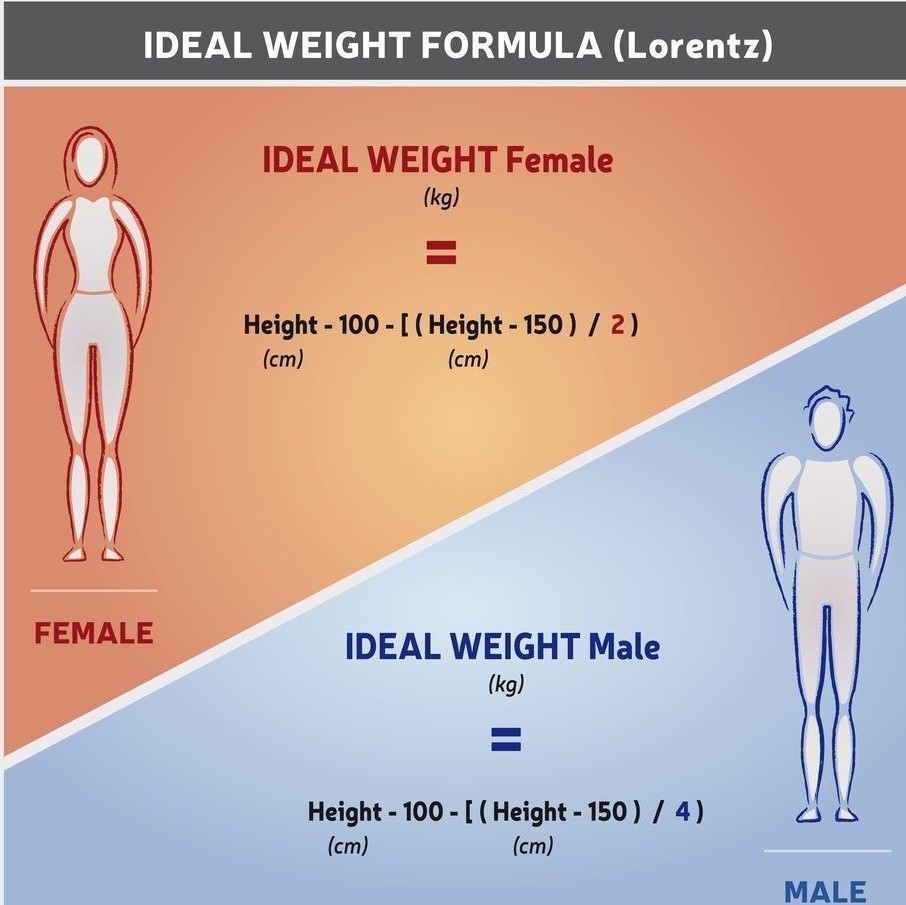 IDEAL WEIGHT FORMULA (Lorentz)
IDEAL WEIGHT Female
(kg)
=
Height - 100 - [ ( Height - 150 ) / 2 )
(cm) (cm)
FEMALE
IDEAL WEIGHT Male
(kg)
=
Height - 100 - [ ( Height - 150 ) / 4 )
(cm) (cm)
MALE